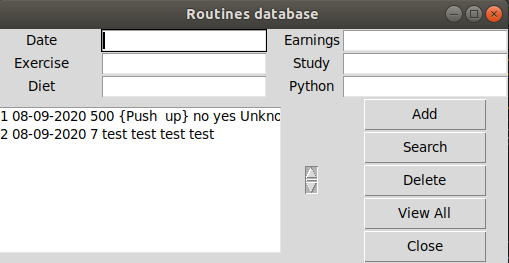 Routines database
Date Earnings
Exercise Study
Diet Python
1 08-09-2020 500 {Push up} no yes Unkno
2 08-09-2020 7 test test test test
Add
Search
Delete
View All
Close